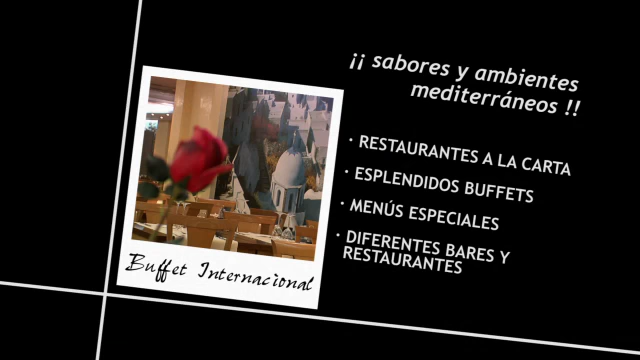 ¡¡ sabores y ambientes
mediterráneos !!
· RESTAURANTES A LA CARTA
· ESPLENDIDOS BUFFETS
· MENÚS ESPECIALES
· DIFERENTES BARES Y
RESTAURANTES
Buffet Internacional